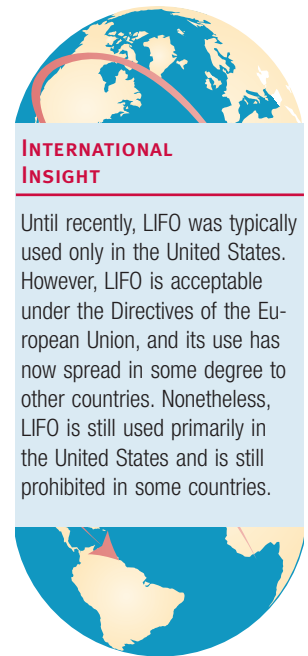 INTERNATIONAL
INSIGHT
Until recently, LIFO was typically
used only in the United States.
However, LIFO is acceptable
under the Directives of the Eu-
ropean Union, and its use has
now spread in some degree to
other countries. Nonetheless,
LIFO is still used primarily in
the United States and is still
prohibited in some countries.